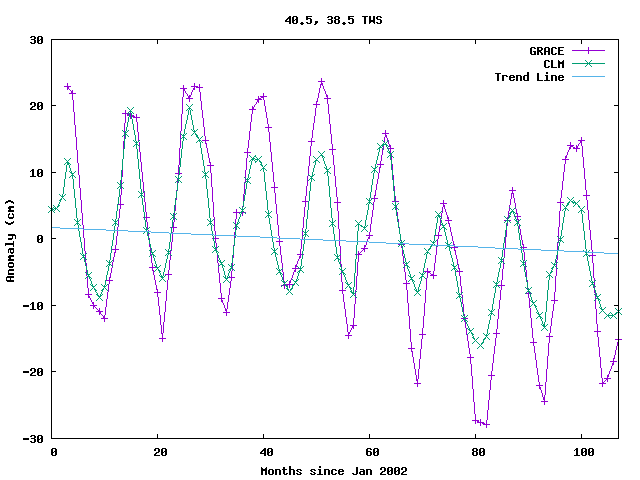 40.5, 38.5 TWS
GRACE
CLM
Trend Line
30
20
10
0
-10
-20
-30
Anomaly (cm)
0 20 40 60 80 100
Months since Jan 2002